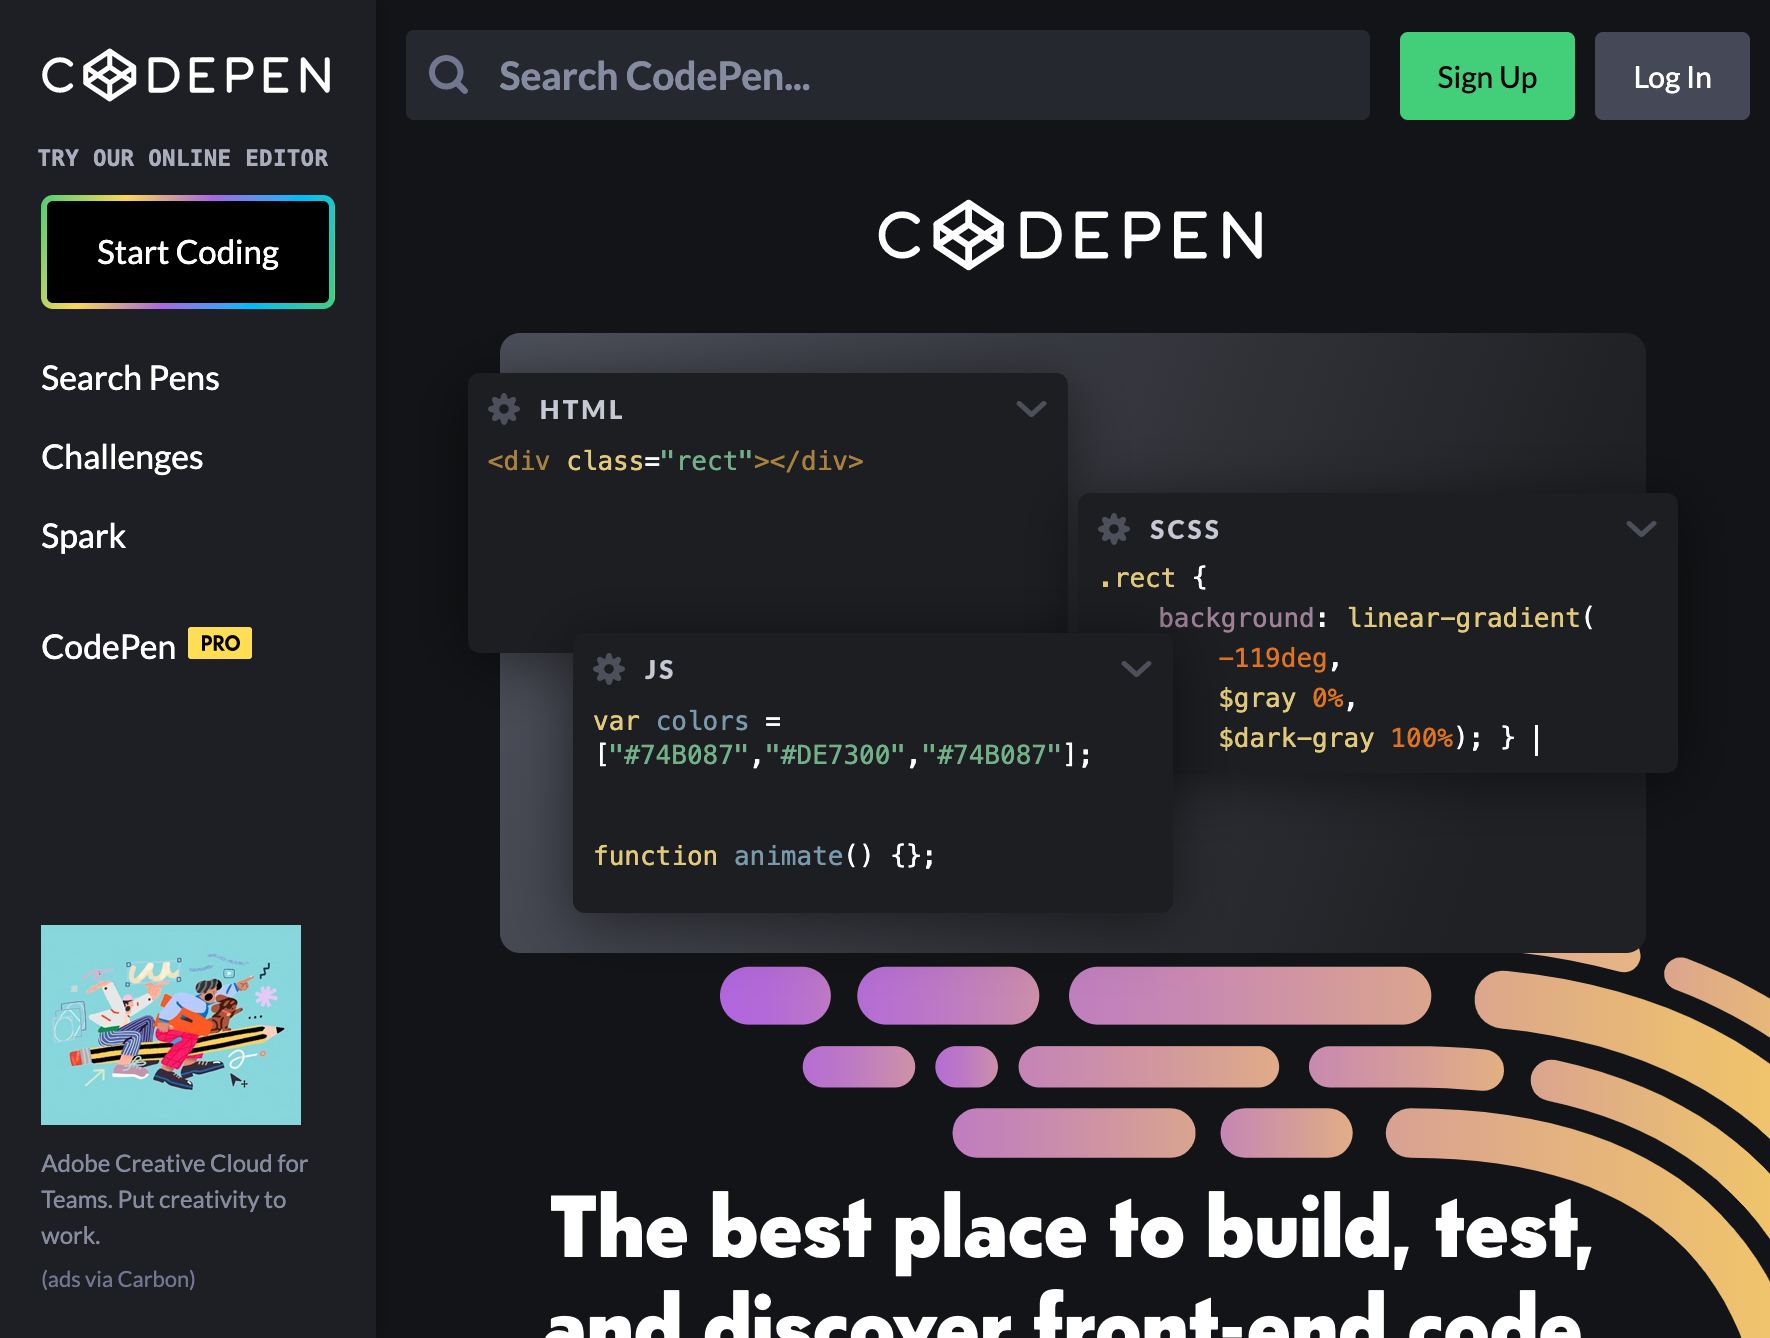 CODEPEN
TRY OUR ONLINE EDITOR
Start Coding
Search Pens
Challenges
Spark
CodePen PRO
Adobe Creative Cloud for
Teams. Put creativity to
work.
(ads via Carbon)
Search CodePen...
Sign Up
Log In
CODEPEN
HTML
<div class="rect"></div>
SCSS
.rect {
background: linear-gradient(
-119deg,
$gray 0%,
$dark-gray 100%); } |
JS
var colors =
["#74B087","#DE7300","#74B087"];
function animate() {};
The best place to build, test,
and discover front-end code.